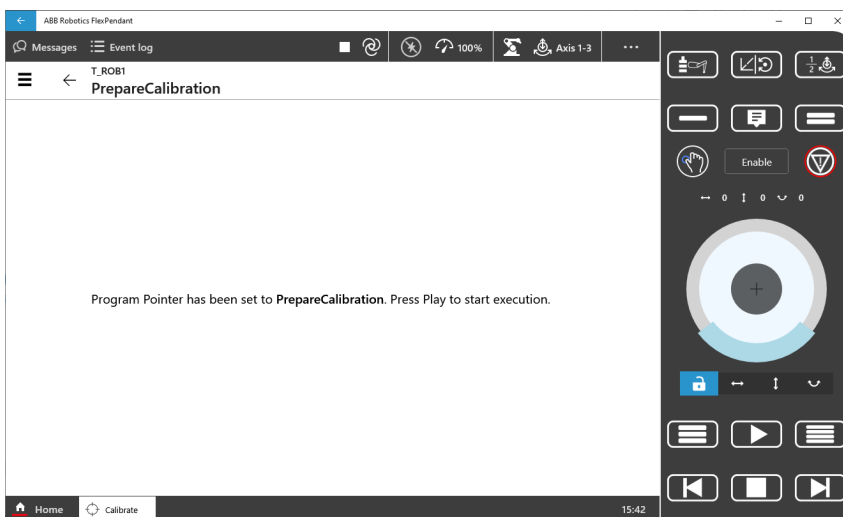 ABB Robotics FlexPendant
Messages Event log 100% Axis 1-3 ...
T_ROB1
PrepareCalibration
Enable
0 0 0
Program Pointer has been set to PrepareCalibration. Press Play to start execution.
Home Calibrate 15:42